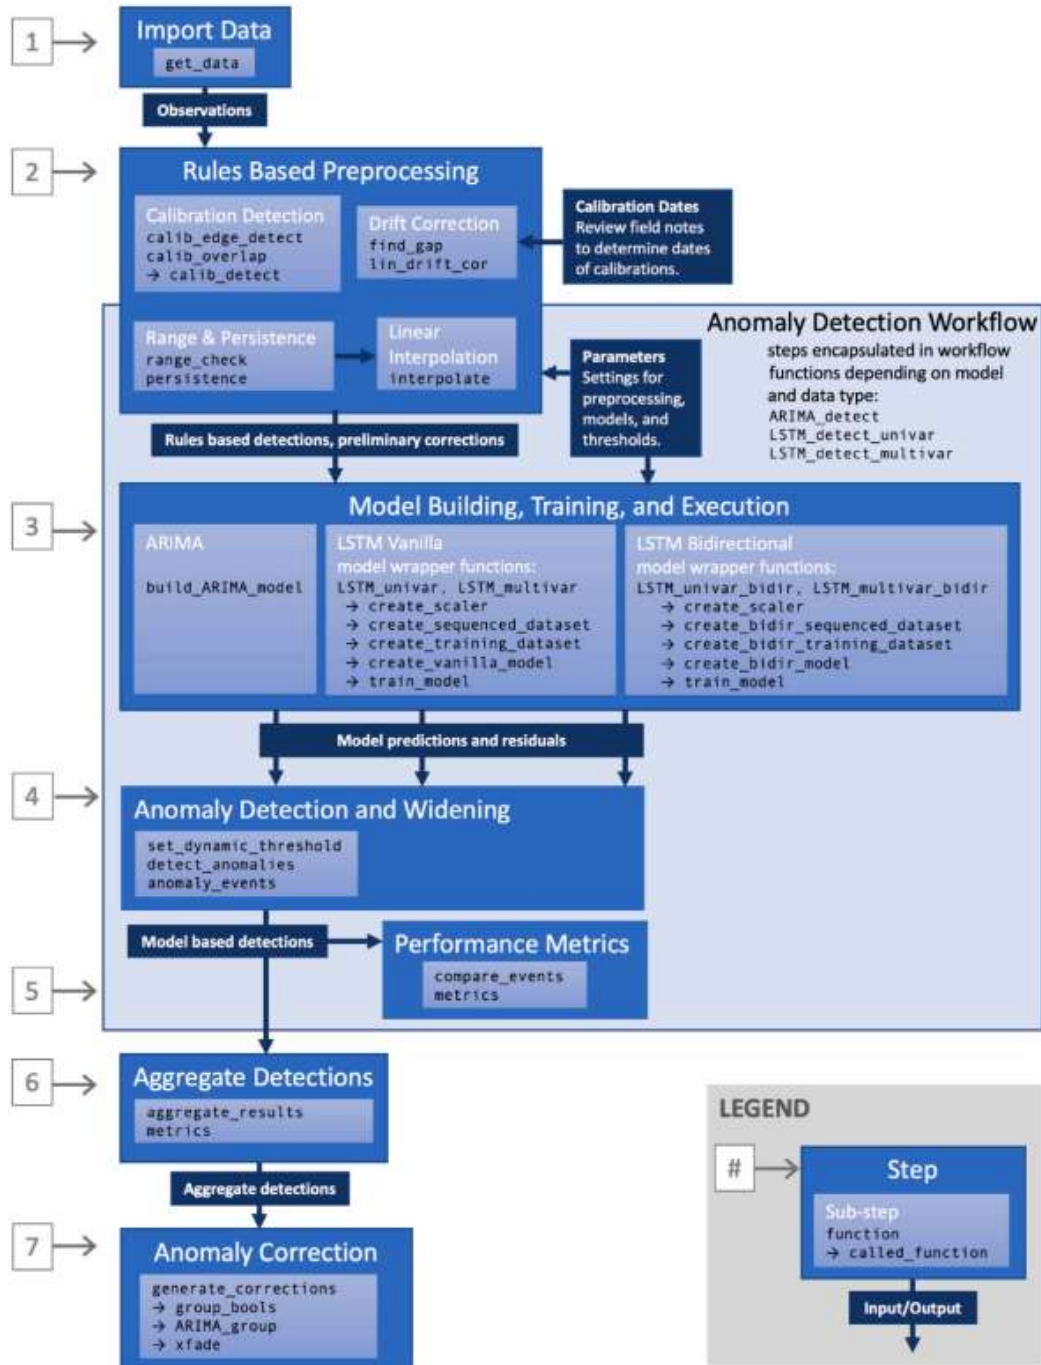 1
Import Data
get_data
Observations
2
Rules Based Preprocessing
Calibration Detection
calib_edge_detect
calib_overlap
→ calib_detect
Drift Correction
find_gap
lin_drift_cor
Calibration Dates
Review field notes
to determine dates
of calibrations.
Anomaly Detection Workflow
steps encapsulated in workflow
functions depending on model
and data type:
ARIMA_detect
LSTM_detect_univar
LSTM_detect_multivar
Range & Persistence
range_check
persistence
Linear
Interpolation
interpolate
Parameters
Settings for
preprocessing,
models, and
thresholds.
Rules based detections, preliminary corrections
3
Model Building, Training, and Execution
ARIMA
build_ARIMA_model
LSTM Vanilla
model wrapper functions:
LSTM_univar, LSTM_multivar
→ create_scaler
→ create_sequenced_dataset
→ create_training_dataset
→ create_vanilla_model
→ train_model
LSTM Bidirectional
model wrapper functions:
LSTM_univar_bidir, LSTM_multivar_bidir
→ create_scaler
→ create_bidir_sequenced_dataset
→ create_bidir_training_dataset
→ create_bidir_model
→ train_model
Model predictions and residuals
4
Anomaly Detection and Widening
set_dynamic_threshold
detect_anomalies
anomaly_events
Model based detections
5
Performance Metrics
compare_events
metrics
6
Aggregate Detections
aggregate_results
metrics
Aggregate detections
7
Anomaly Correction
generate_corrections
→ group_bools
→ ARIMA_group
→ xfade
LEGEND
#
Step
Sub-step
function
→ called_function
Input/Output